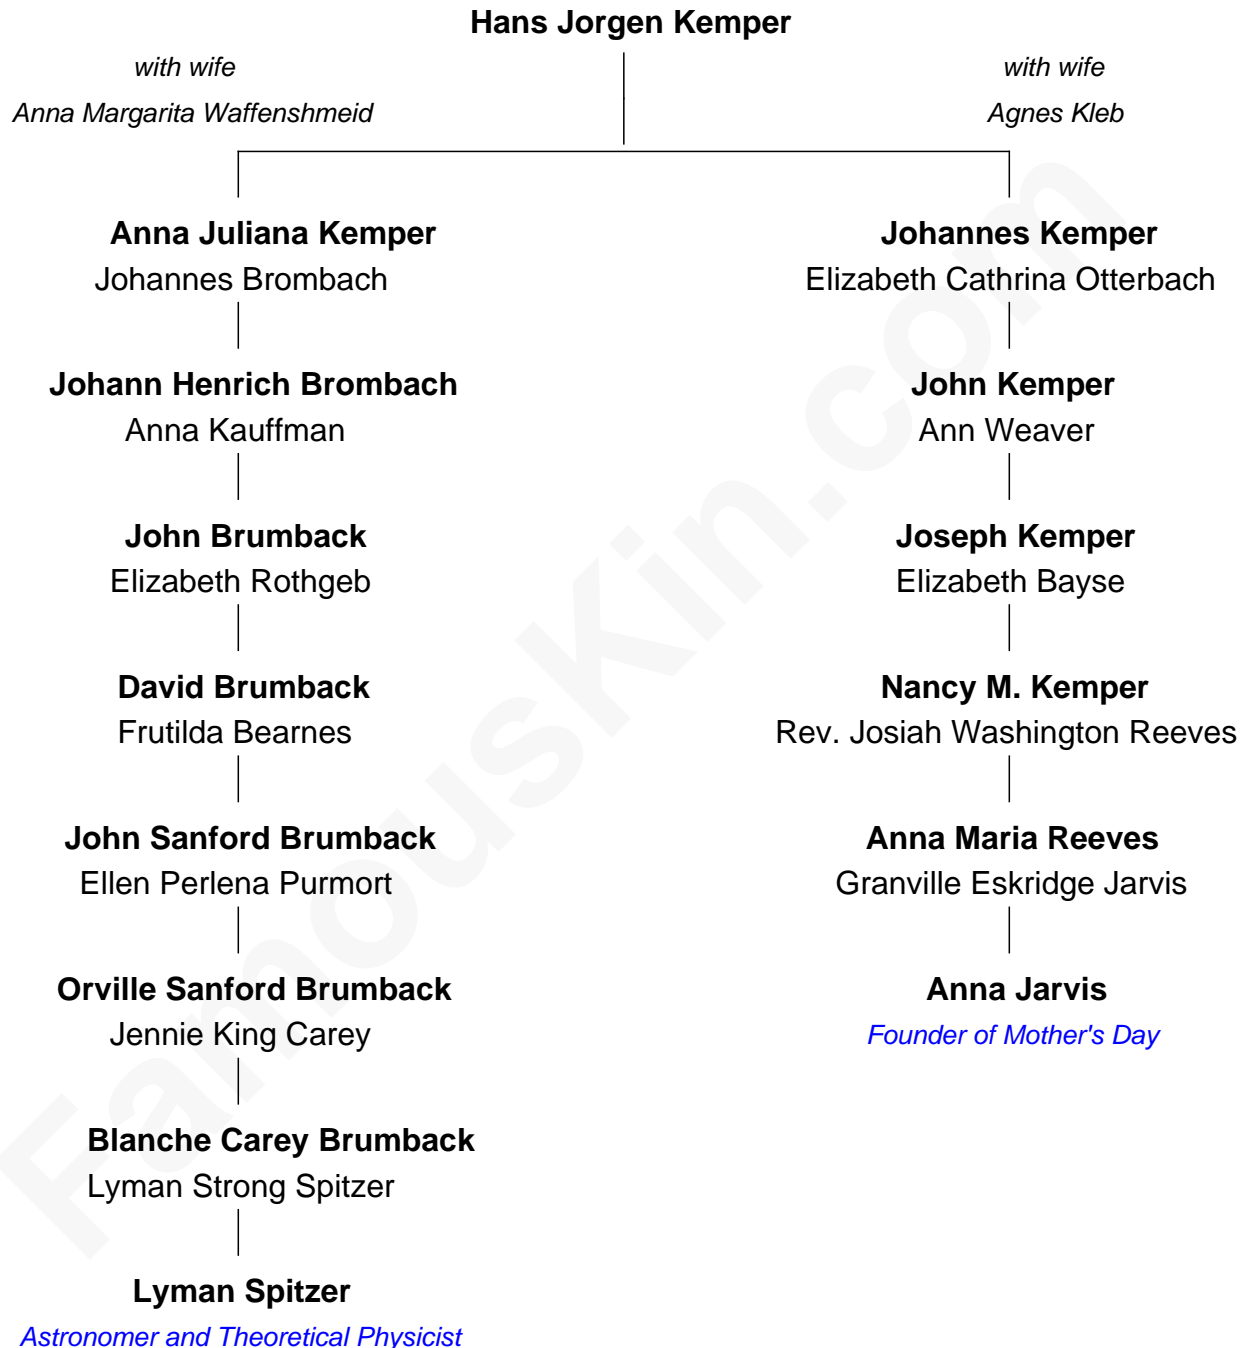 Hans Jorgen Kemper
with wife
Anna Margarita Waffenshmeid
with wife
Agnes Kleb
Anna Juliana Kemper
Johannes Brombach
Johannes Kemper
Elizabeth Cathrina Otterbach
Johann Henrich Brombach
Anna Kauffman
John Kemper
Ann Weaver
John Brumback
Elizabeth Rothgeb
Joseph Kemper
Elizabeth Bayse
David Brumback
Frutilda Bearnes
Nancy M. Kemper
Rev. Josiah Washington Reeves
John Sanford Brumback
Ellen Perlena Purmort
Anna Maria Reeves
Granville Eskridge Jarvis
Orville Sanford Brumback
Jennie King Carey
Anna Jarvis
Founder of Mother's Day
Blanche Carey Brumback
Lyman Strong Spitzer
Lyman Spitzer
Astronomer and Theoretical Physicist
FamousKin.com